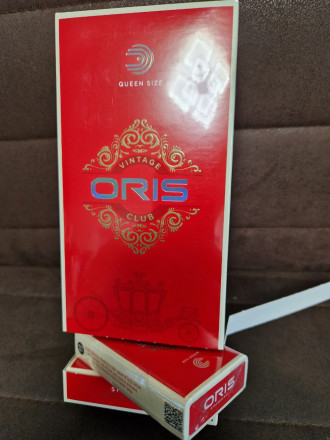 QUEEN SIZE
VINTAGE
ORIS
CLUB
ORIS